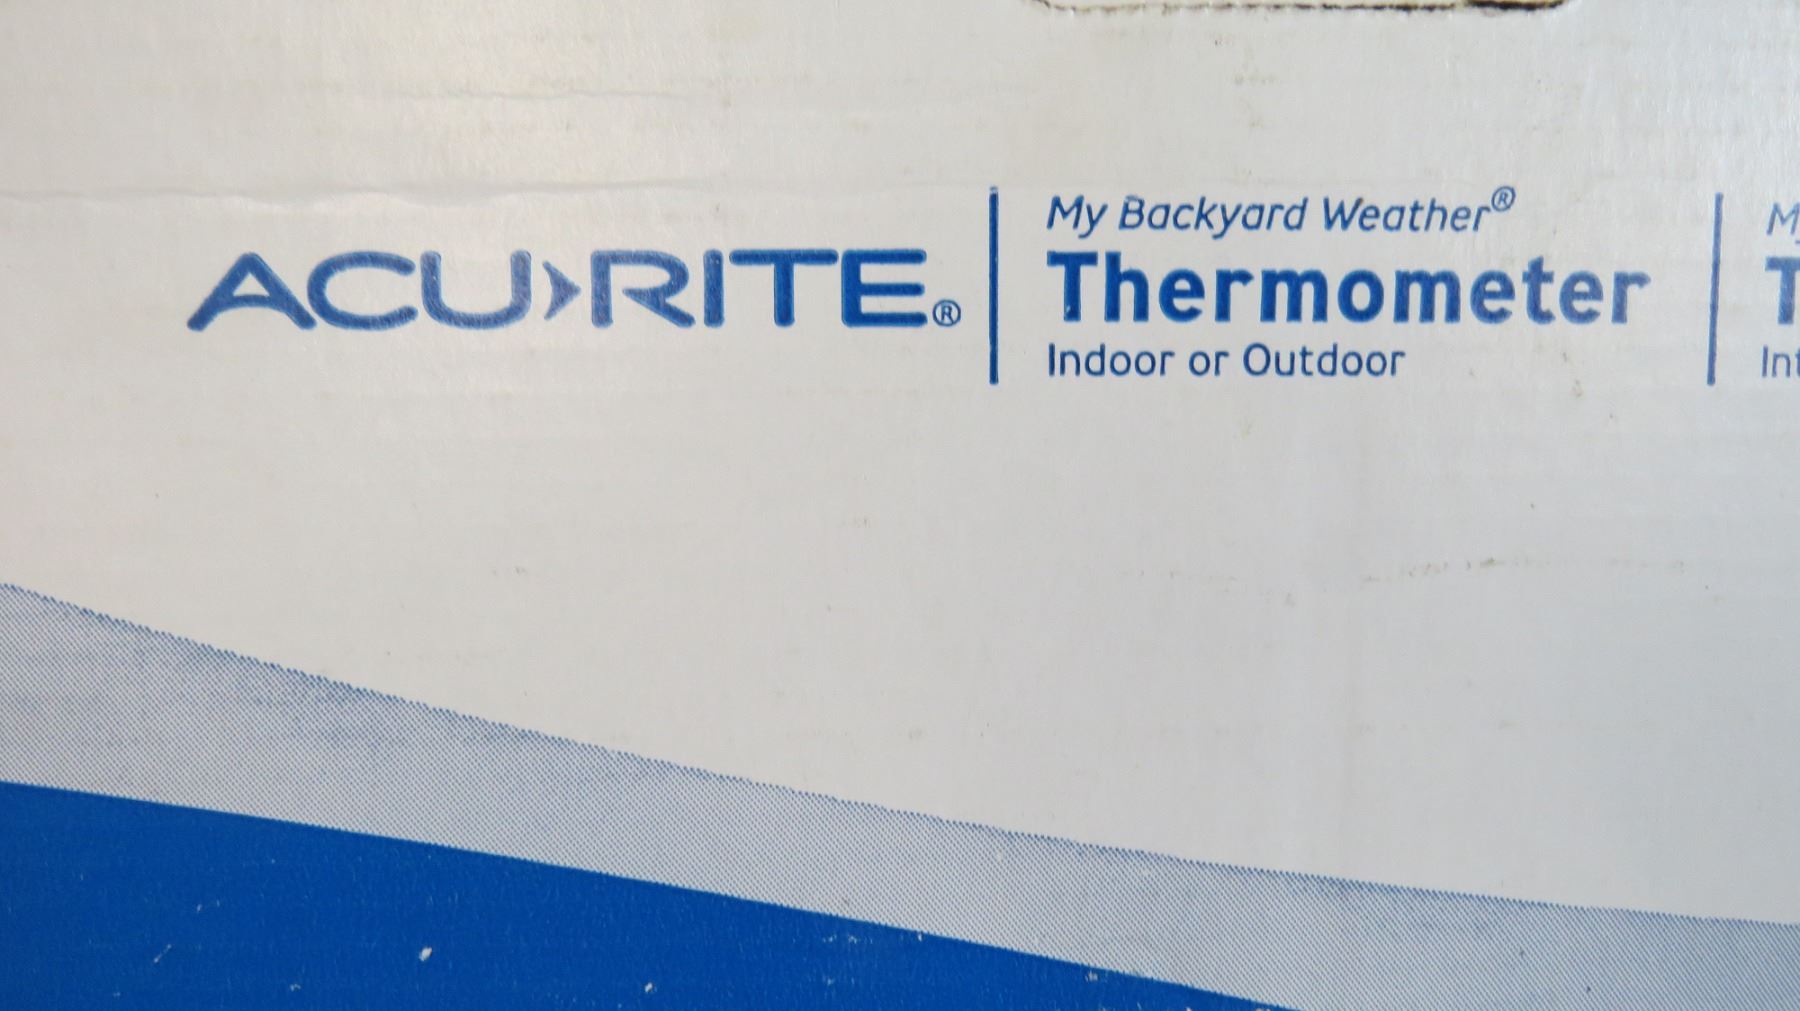 ACU>RITE®
My Backyard Weather®
Thermometer
Indoor or Outdoor